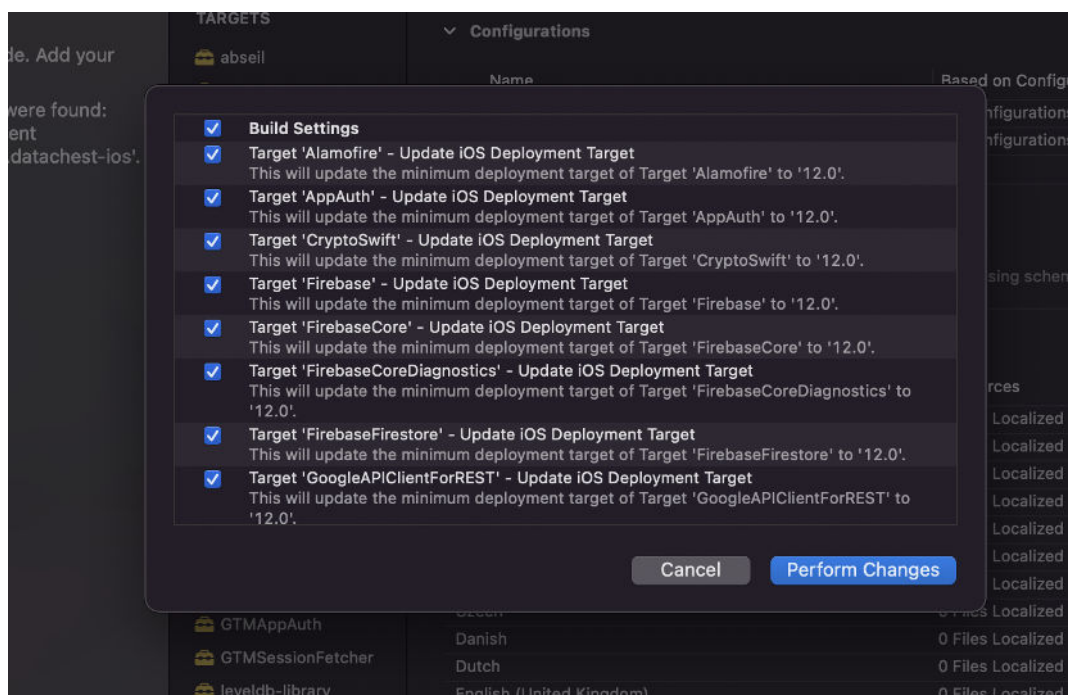 de. Add your
were found:
ent
.datachest-ios'.
TARGETS
abseil
Configurations
Name
Based on Config
nfigurations
nfigurations
Build Settings
Target 'Alamofire' - Update iOS Deployment Target
This will update the minimum deployment target of Target 'Alamofire' to '12.0'.
Target 'AppAuth' - Update iOS Deployment Target
This will update the minimum deployment target of Target 'AppAuth' to '12.0'.
Target 'CryptoSwift' - Update iOS Deployment Target
This will update the minimum deployment target of Target 'CryptoSwift' to '12.0'.
Target 'Firebase' - Update iOS Deployment Target
This will update the minimum deployment target of Target 'Firebase' to '12.0'.
Target 'FirebaseCore' - Update iOS Deployment Target
This will update the minimum deployment target of Target 'FirebaseCore' to '12.0'.
Target 'FirebaseCoreDiagnostics' - Update iOS Deployment Target
This will update the minimum deployment target of Target 'FirebaseCoreDiagnostics' to
'12.0'.
Target 'FirebaseFirestore' - Update iOS Deployment Target
This will update the minimum deployment target of Target 'FirebaseFirestore' to '12.0'.
Target 'GoogleAPIClientForREST' - Update iOS Deployment Target
This will update the minimum deployment target of Target 'GoogleAPIClientForREST' to
'12.0'.
Cancel
Perform Changes
sing schem
rces
Localized
Localized
Localized
Localized
Localized
Localized
Localized
GTMAppAuth
GTMSessionFetcher
leveldb-library
Czech
Files Localized
Danish
0 Files Localized
Dutch
0 Files Localized
English (United Kingdom)
0 Files Localized